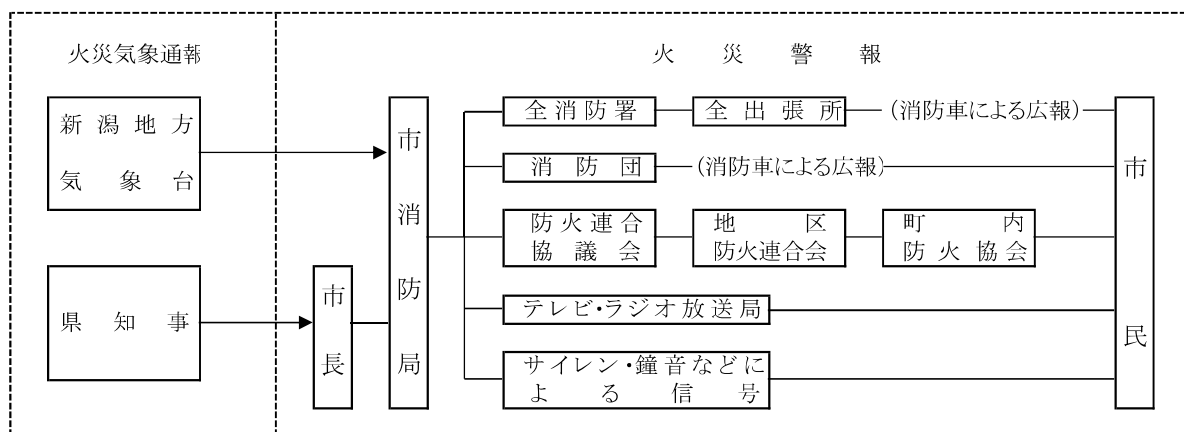 火災気象通報
火災警報
新潟地方
気象台
県知事
市長
市消防局
全消防署
全出張所
(消防車による広報)
消防団
(消防車による広報)
防火連合
協議会
地区
防火連合会
町内
防火協会
テレビ・ラジオ放送局
サイレン・鐘音などに
よる信号
市民